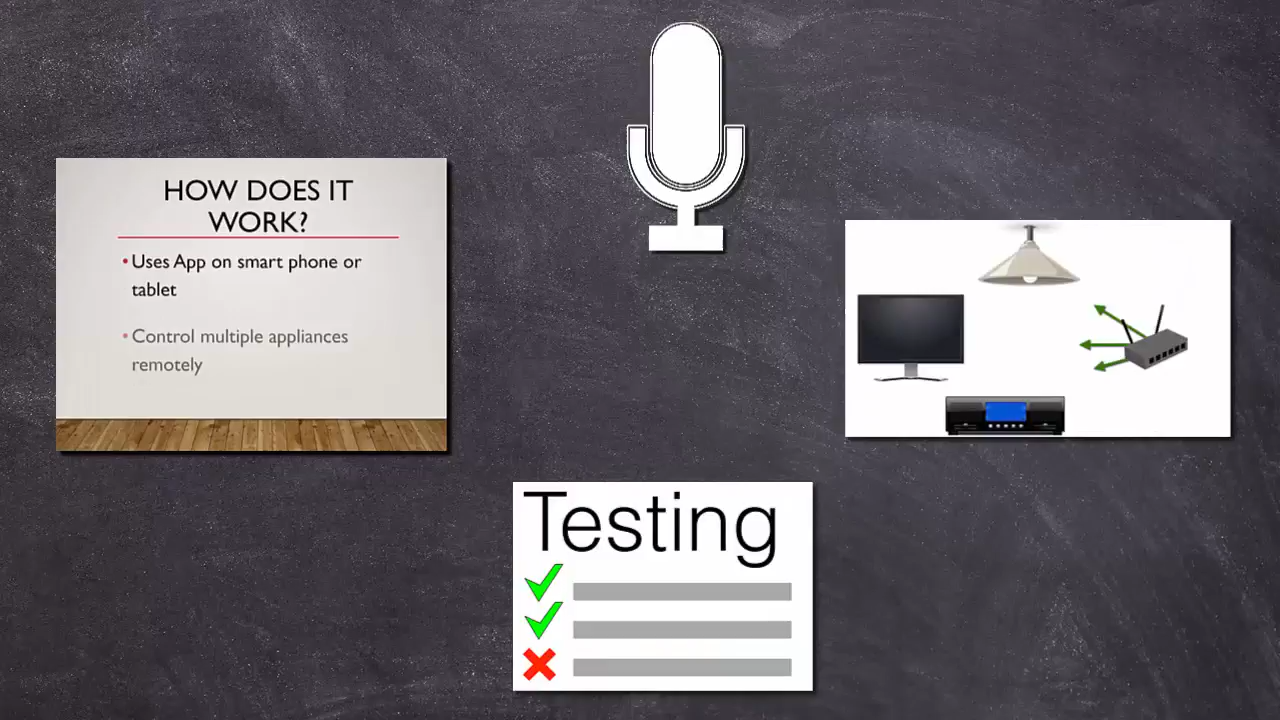 HOW DOES IT
WORK?
•Uses App on smart phone or
tablet
•Control multiple appliances
remotely
Testing